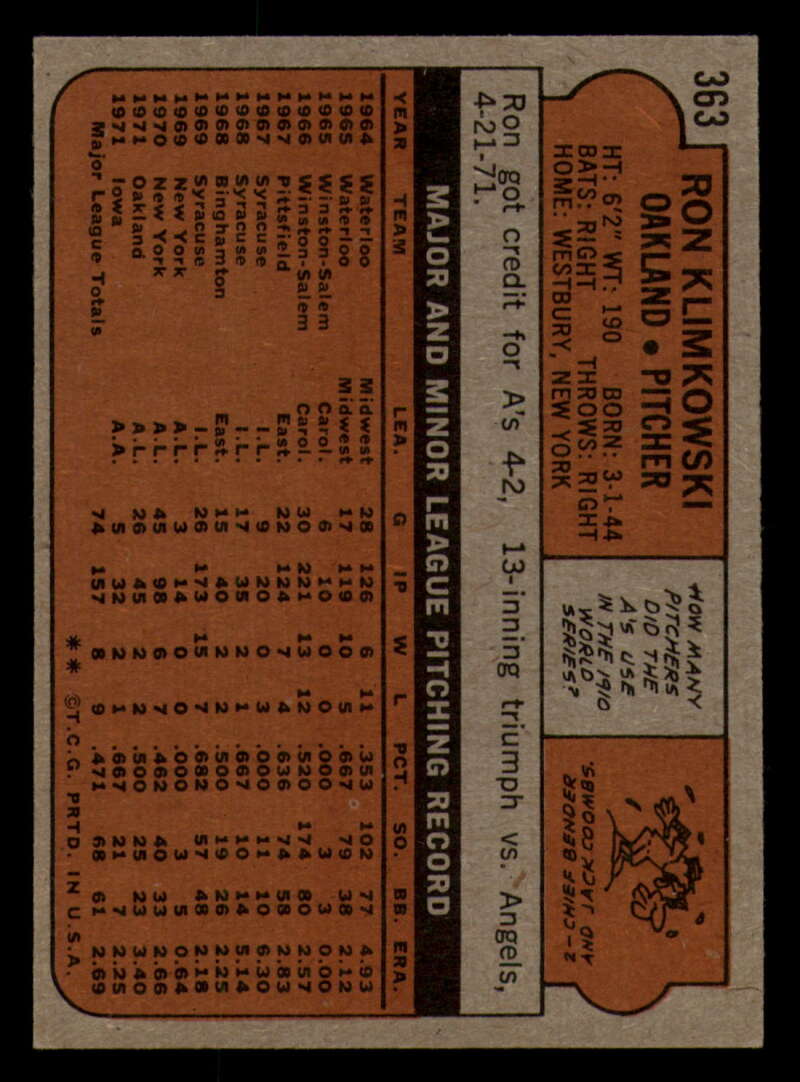 363
RON KLIMKOWSKI
OAKLAND • PITCHER
HT: 6'2" WT: 190 BORN: 3-1-44
BATS: RIGHT THROWS: RIGHT
HOME: WESTBURY, NEW YORK
HOW MANY
PITCHERS
DID THE
A'S USE
IN THE 1910
WORLD
SERIES?
2-CHIEF BENDER
AND JACK COOMBS.
Ron got credit for A's 4-2, 13-inning triumph vs. Angels,
4-21-71.
MAJOR AND MINOR LEAGUE PITCHING RECORD
YEAR TEAM LEA. G IP W L PCT. SO. BB. ERA.
1964 Waterloo Midwest 28 126 6 11 .353 102 77 4.93
1965 Waterloo Midwest 17 119 10 5 .667 79 38 2.12
1965 Winston-Salem Carol. 6 10 0 0 .000 3 3 0.00
1966 Winston-Salem Carol. 30 221 13 12 .520 174 80 2.57
1967 Pittsfield East. 22 124 7 4 .636 74 58 2.83
1967 Syracuse I.L. 9 20 0 3 .000 11 10 6.30
1968 Syracuse I.L. 17 35 2 1 .667 10 14 5.14
1968 Binghamton East. 15 40 2 2 .500 19 26 2.25
1969 Syracuse I.L. 26 173 15 7 .682 57 48 2.18
1969 New York A.L. 3 14 0 0 .000 3 5 0.64
1970 New York A.L. 45 98 6 7 .462 40 33 2.66
1971 Oakland A.L. 26 45 2 2 .500 25 23 3.40
1971 Iowa A.A. 5 32 2 1 .667 21 7 2.25
Major League Totals 74 157 8 9 .471 68 61 2.69
** ©T.C.G. PRTD. IN U.S.A.